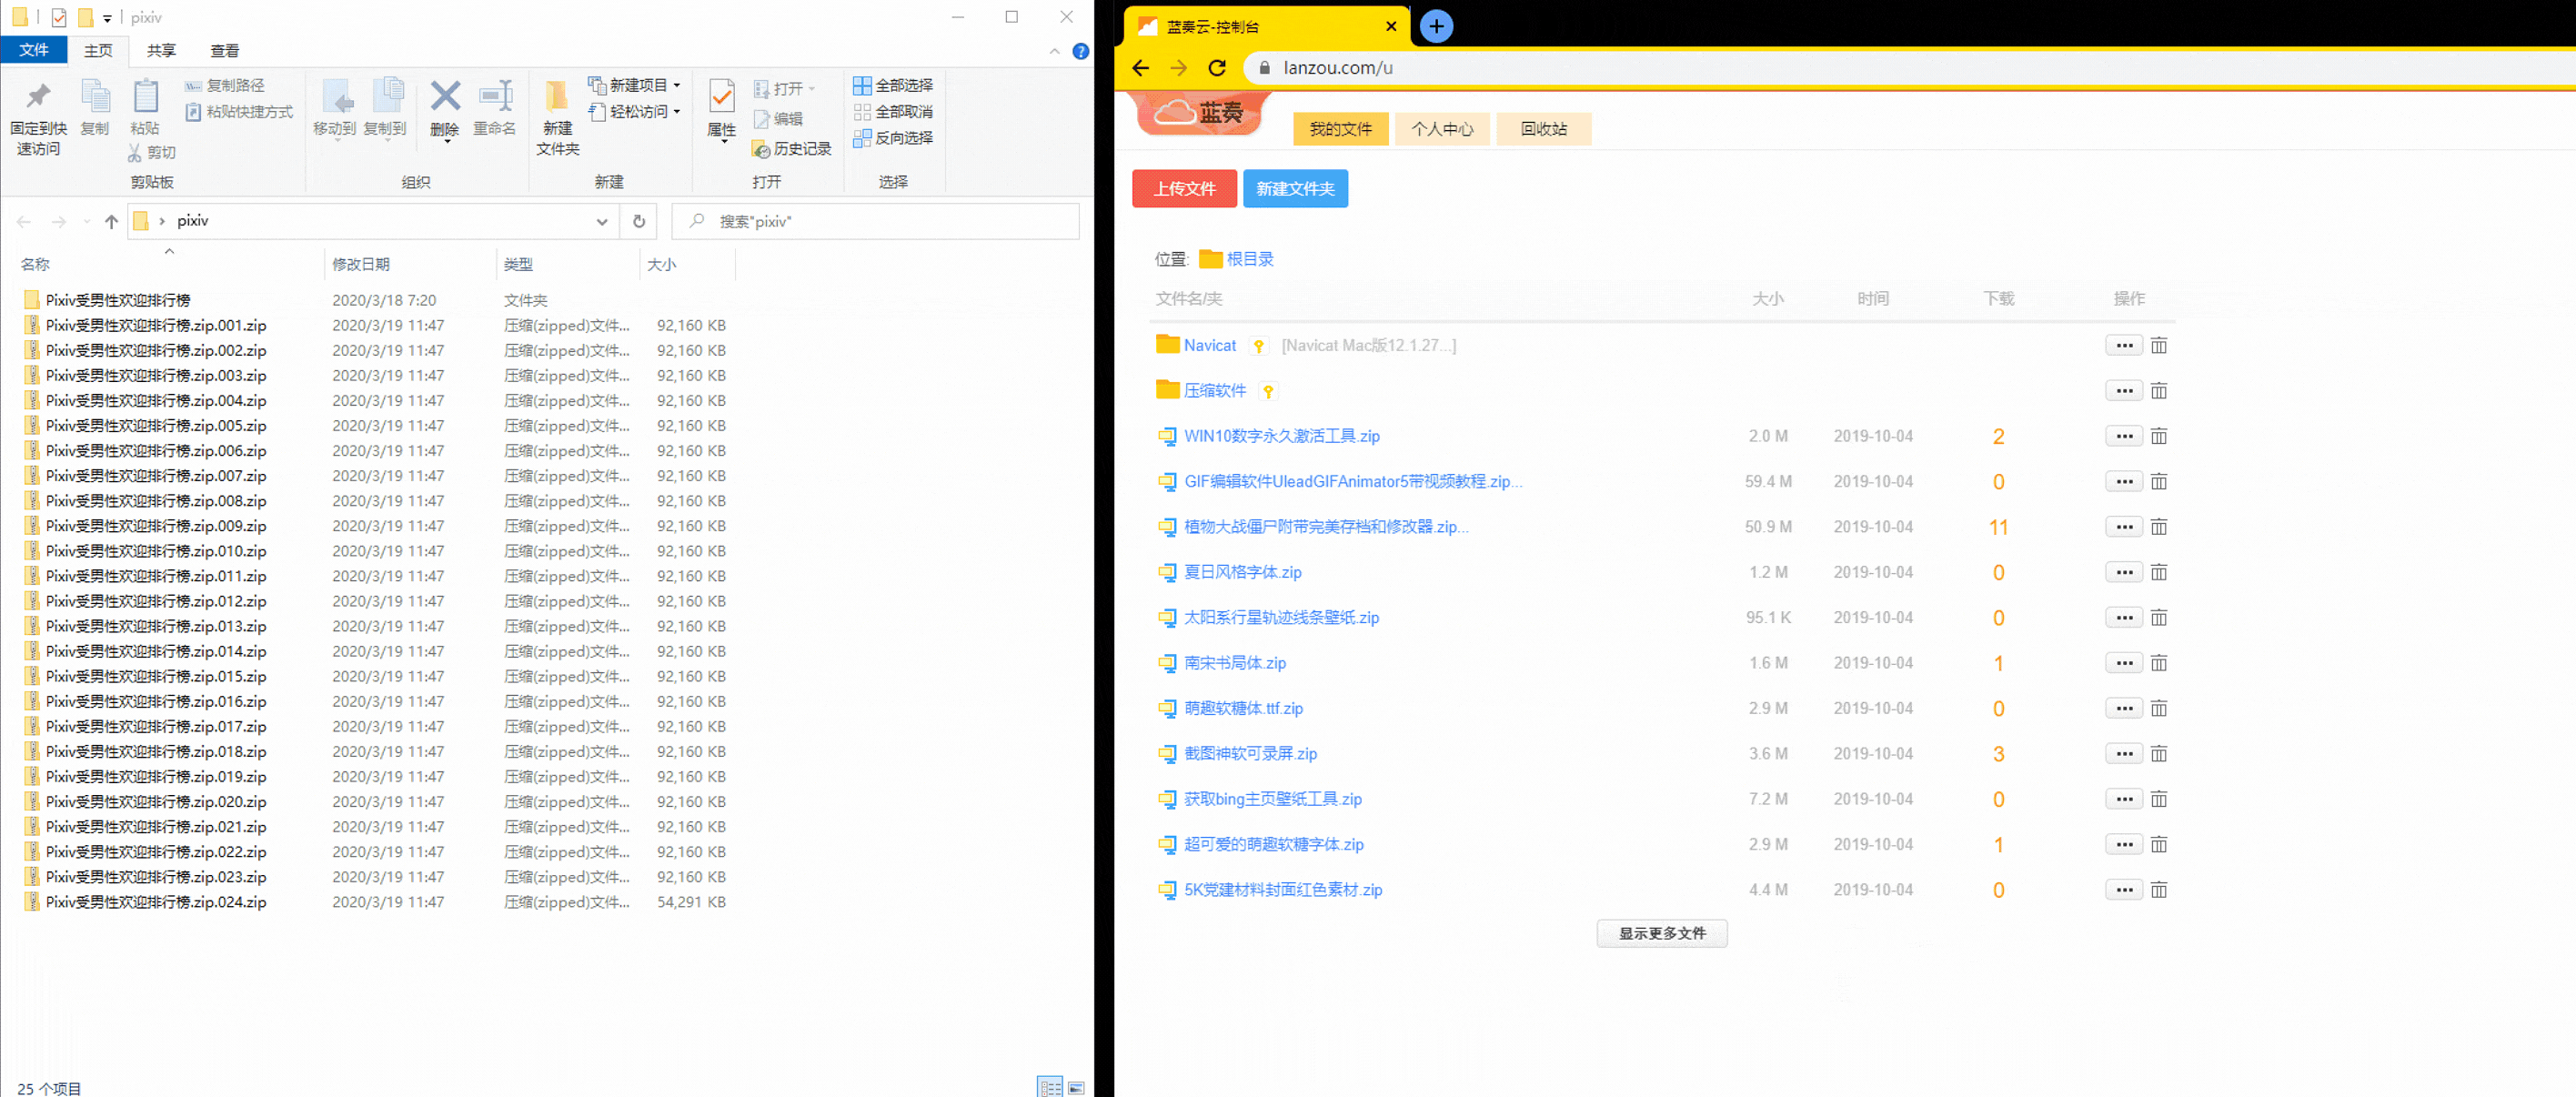 pixiv
文件 主页 共享 查看
固定到快速访问
复制
粘贴
复制路径
粘贴快捷方式
剪切
剪贴板
移动到 复制到 删除 重命名
组织
新建文件夹
新建项目
轻松访问
新建
属性
打开
编辑
历史记录
打开
全部选择
全部取消
反向选择
选择
pixiv
搜索"pixiv"
名称 修改日期 类型 大小
Pixiv受男性欢迎排行榜 2020/3/18 7:20 文件夹
Pixiv受男性欢迎排行榜.zip.001.zip 2020/3/19 11:47 压缩(zipped)文件... 92,160 KB
Pixiv受男性欢迎排行榜.zip.002.zip 2020/3/19 11:47 压缩(zipped)文件... 92,160 KB
Pixiv受男性欢迎排行榜.zip.003.zip 2020/3/19 11:47 压缩(zipped)文件... 92,160 KB
Pixiv受男性欢迎排行榜.zip.004.zip 2020/3/19 11:47 压缩(zipped)文件... 92,160 KB
Pixiv受男性欢迎排行榜.zip.005.zip 2020/3/19 11:47 压缩(zipped)文件... 92,160 KB
Pixiv受男性欢迎排行榜.zip.006.zip 2020/3/19 11:47 压缩(zipped)文件... 92,160 KB
Pixiv受男性欢迎排行榜.zip.007.zip 2020/3/19 11:47 压缩(zipped)文件... 92,160 KB
Pixiv受男性欢迎排行榜.zip.008.zip 2020/3/19 11:47 压缩(zipped)文件... 92,160 KB
Pixiv受男性欢迎排行榜.zip.009.zip 2020/3/19 11:47 压缩(zipped)文件... 92,160 KB
Pixiv受男性欢迎排行榜.zip.010.zip 2020/3/19 11:47 压缩(zipped)文件... 92,160 KB
Pixiv受男性欢迎排行榜.zip.011.zip 2020/3/19 11:47 压缩(zipped)文件... 92,160 KB
Pixiv受男性欢迎排行榜.zip.012.zip 2020/3/19 11:47 压缩(zipped)文件... 92,160 KB
Pixiv受男性欢迎排行榜.zip.013.zip 2020/3/19 11:47 压缩(zipped)文件... 92,160 KB
Pixiv受男性欢迎排行榜.zip.014.zip 2020/3/19 11:47 压缩(zipped)文件... 92,160 KB
Pixiv受男性欢迎排行榜.zip.015.zip 2020/3/19 11:47 压缩(zipped)文件... 92,160 KB
Pixiv受男性欢迎排行榜.zip.016.zip 2020/3/19 11:47 压缩(zipped)文件... 92,160 KB
Pixiv受男性欢迎排行榜.zip.017.zip 2020/3/19 11:47 压缩(zipped)文件... 92,160 KB
Pixiv受男性欢迎排行榜.zip.018.zip 2020/3/19 11:47 压缩(zipped)文件... 92,160 KB
Pixiv受男性欢迎排行榜.zip.019.zip 2020/3/19 11:47 压缩(zipped)文件... 92,160 KB
Pixiv受男性欢迎排行榜.zip.020.zip 2020/3/19 11:47 压缩(zipped)文件... 92,160 KB
Pixiv受男性欢迎排行榜.zip.021.zip 2020/3/19 11:47 压缩(zipped)文件... 92,160 KB
Pixiv受男性欢迎排行榜.zip.022.zip 2020/3/19 11:47 压缩(zipped)文件... 92,160 KB
Pixiv受男性欢迎排行榜.zip.023.zip 2020/3/19 11:47 压缩(zipped)文件... 92,160 KB
Pixiv受男性欢迎排行榜.zip.024.zip 2020/3/19 11:47 压缩(zipped)文件... 54,291 KB
25 个项目
蓝奏云-控制台
lanzou.com/u
蓝奏
我的文件 个人中心 回收站
上传文件 新建文件夹
位置: 根目录
文件名/夹 大小 时间 下载 操作
Navicat [Navicat Mac版12.1.27...]
压缩软件
WIN10数字永久激活工具.zip 2.0 M 2019-10-04 2
GIF编辑软件UleadGIFAnimator5带视频教程.zip... 59.4 M 2019-10-04 0
植物大战僵尸附带完美存档和修改器.zip... 50.9 M 2019-10-04 11
夏日风格字体.zip 1.2 M 2019-10-04 0
太阳系行星轨迹线条壁纸.zip 95.1 K 2019-10-04 0
南宋书局体.zip 1.6 M 2019-10-04 1
萌趣软糖体.ttf.zip 2.9 M 2019-10-04 0
截图神软可录屏.zip 3.6 M 2019-10-04 3
获取bing主页壁纸工具.zip 7.2 M 2019-10-04 0
超可爱的萌趣软糖字体.zip 2.9 M 2019-10-04 1
5K党建材料封面红色素材.zip 4.4 M 2019-10-04 0
显示更多文件